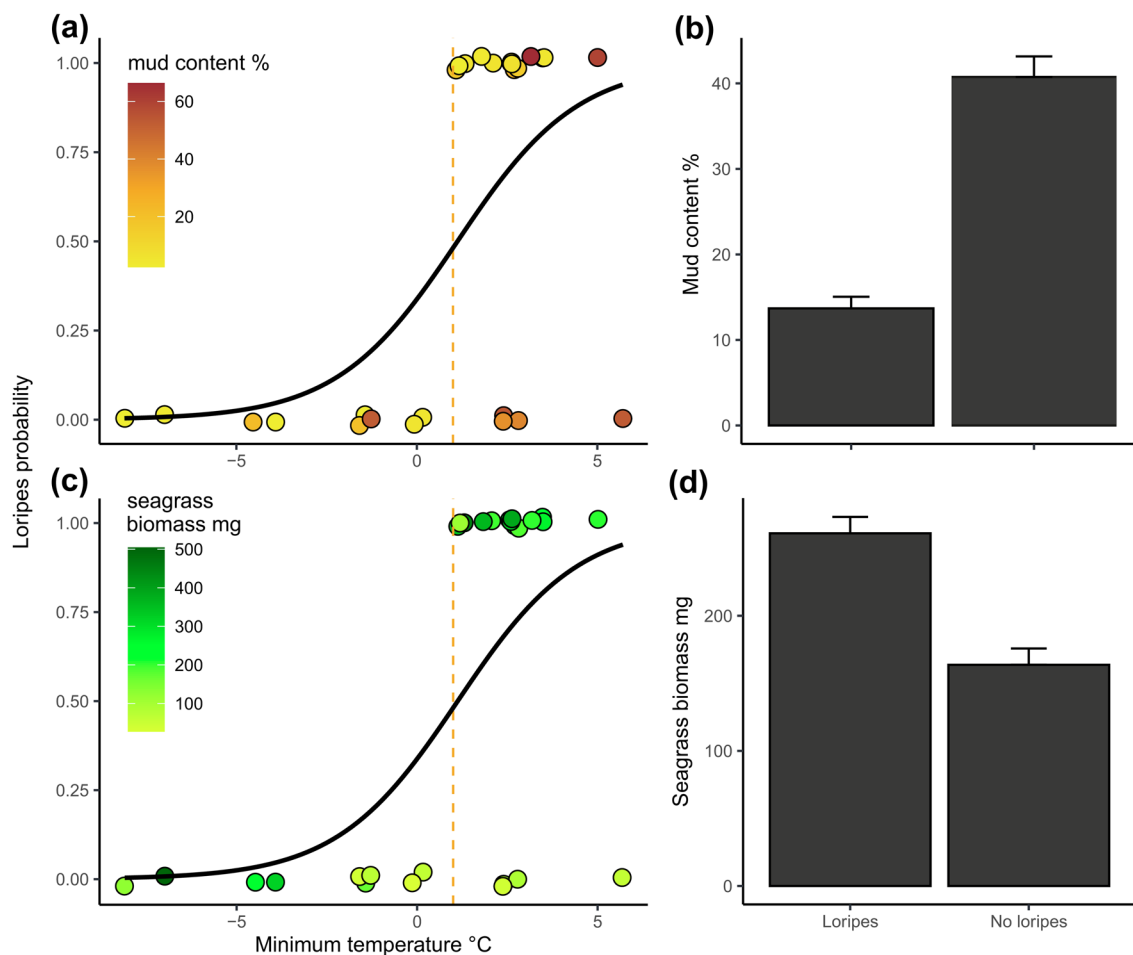 (a)
mud content %
60
40
20
1.00
0.75
0.50
0.25
0.00
−5
0
5
(b)
Mud content %
40
30
20
10
0
Loripes probability
(c)
seagrass
biomass mg
500
400
300
200
100
1.00
0.75
0.50
0.25
0.00
−5
0
5
Minimum temperature °C
(d)
Seagrass biomass mg
200
100
0
Loripes
No loripes